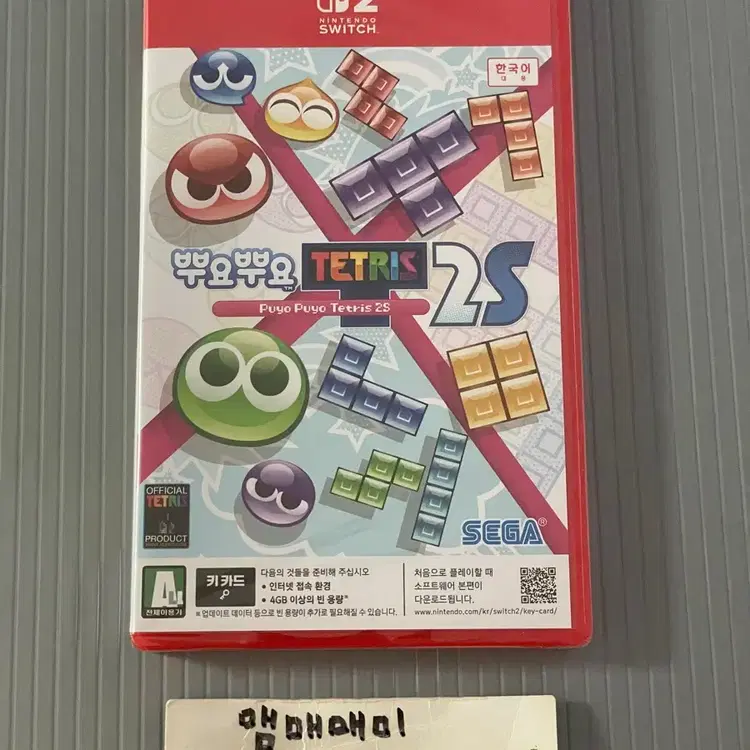 2
NINTENDO
SWITCH
한국어
대응
뿌요뿌요 TETRIS 2S
Puyo Puyo Tetris 2S
OFFICIAL
TETRIS
PRODUCT
SEGA®
전체이용가
키 카드
다음의 것들을 준비해 주십시오
• 인터넷 접속 환경
• 4GB 이상의 빈 용량※
※ 업데이트 데이터 등으로 빈 용량이 추가로 필요해질 수 있습니다.
처음으로 플레이할 때
소프트웨어 본편이
다운로드됩니다.
www.nintendo.com/kr/switch2/key-card/
맴매매미